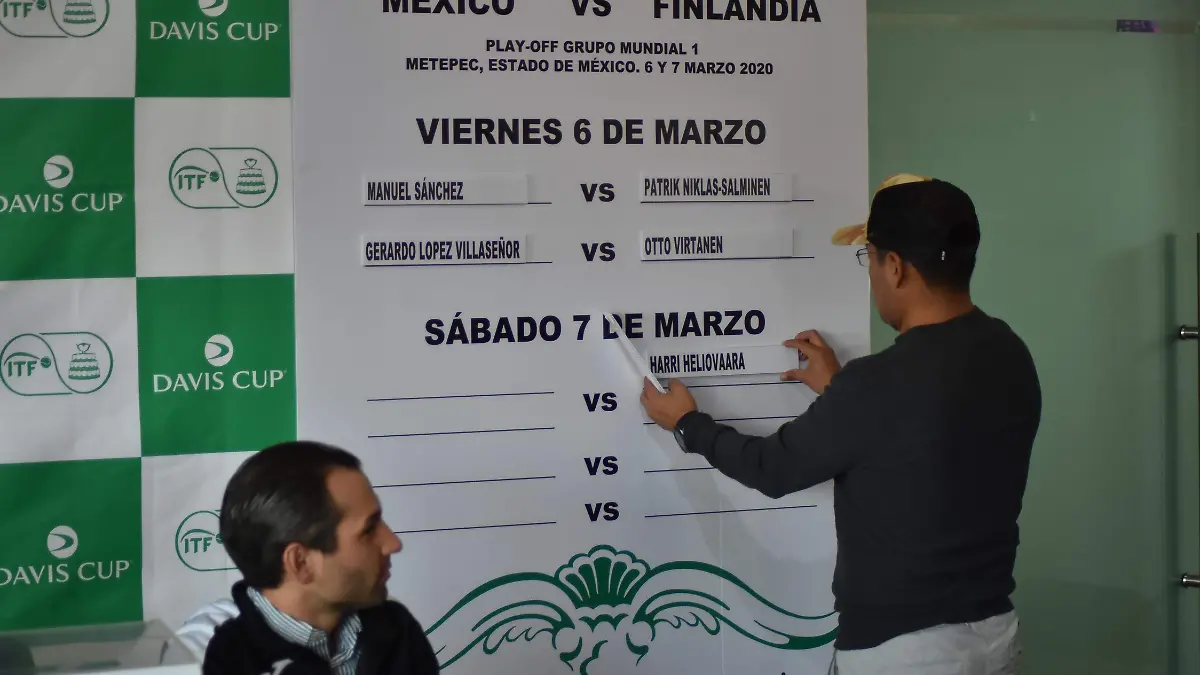 ITF
DAVIS CUP
DAVIS CUP
ITF
ITF
DAVIS CUP
DAVIS CUP
ITF
MÉXICO VS FINLANDIA
PLAY-OFF GRUPO MUNDIAL 1
METEPEC, ESTADO DE MÉXICO. 6 Y 7 MARZO 2020
VIERNES 6 DE MARZO
MANUEL SÁNCHEZ VS PATRIK NIKLAS-SALMINEN
GERARDO LOPEZ VILLASEÑOR VS OTTO VIRTANEN
SÁBADO 7 DE MARZO
HARRI HELIOVAARA
VS
VS
VS